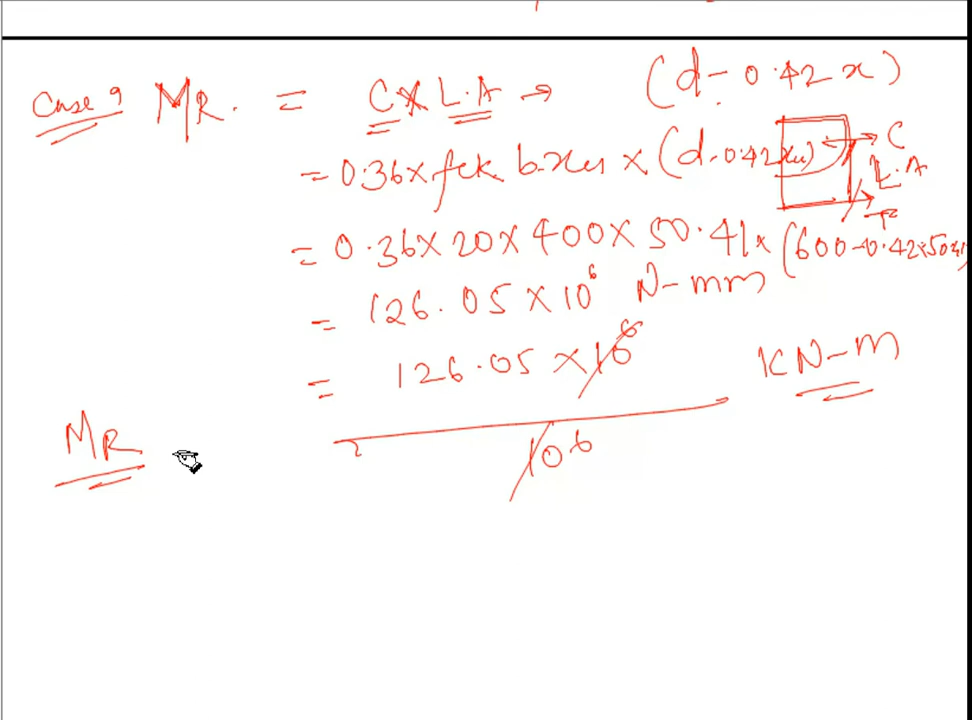 Case 9 MR. = C X L.A → (d - 0.42 x)
= 0.36 x fck b.xu x (d - 0.42 xu)
C
L.A
T
= 0.36 X 20 X 400 X 50.41 x (600 - 0.42 x 50.41
= 126.05 X 10⁶ N-mm
= 126.05 X 10⁶ KN-m
10⁶
MR